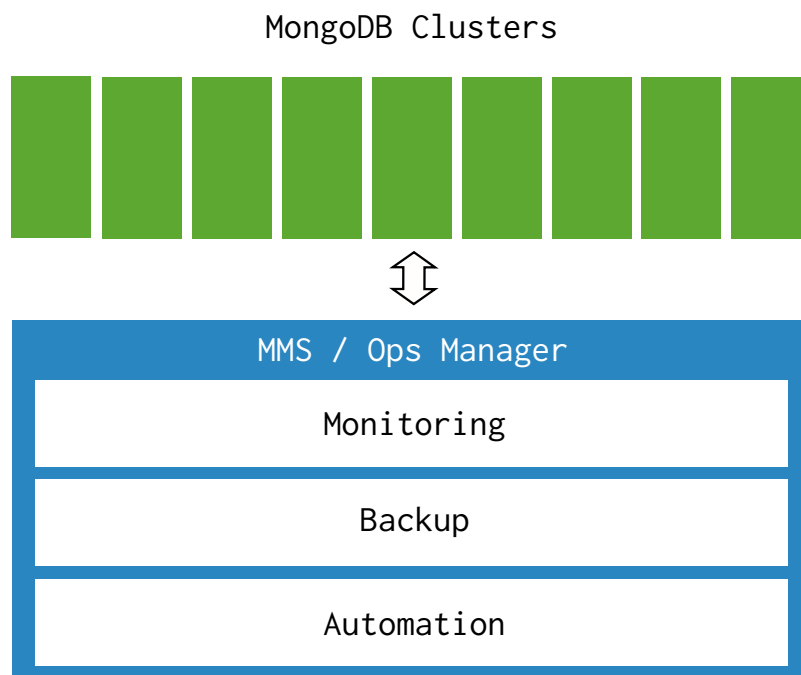 MongoDB Clusters
MMS / Ops Manager
Monitoring
Backup
Automation